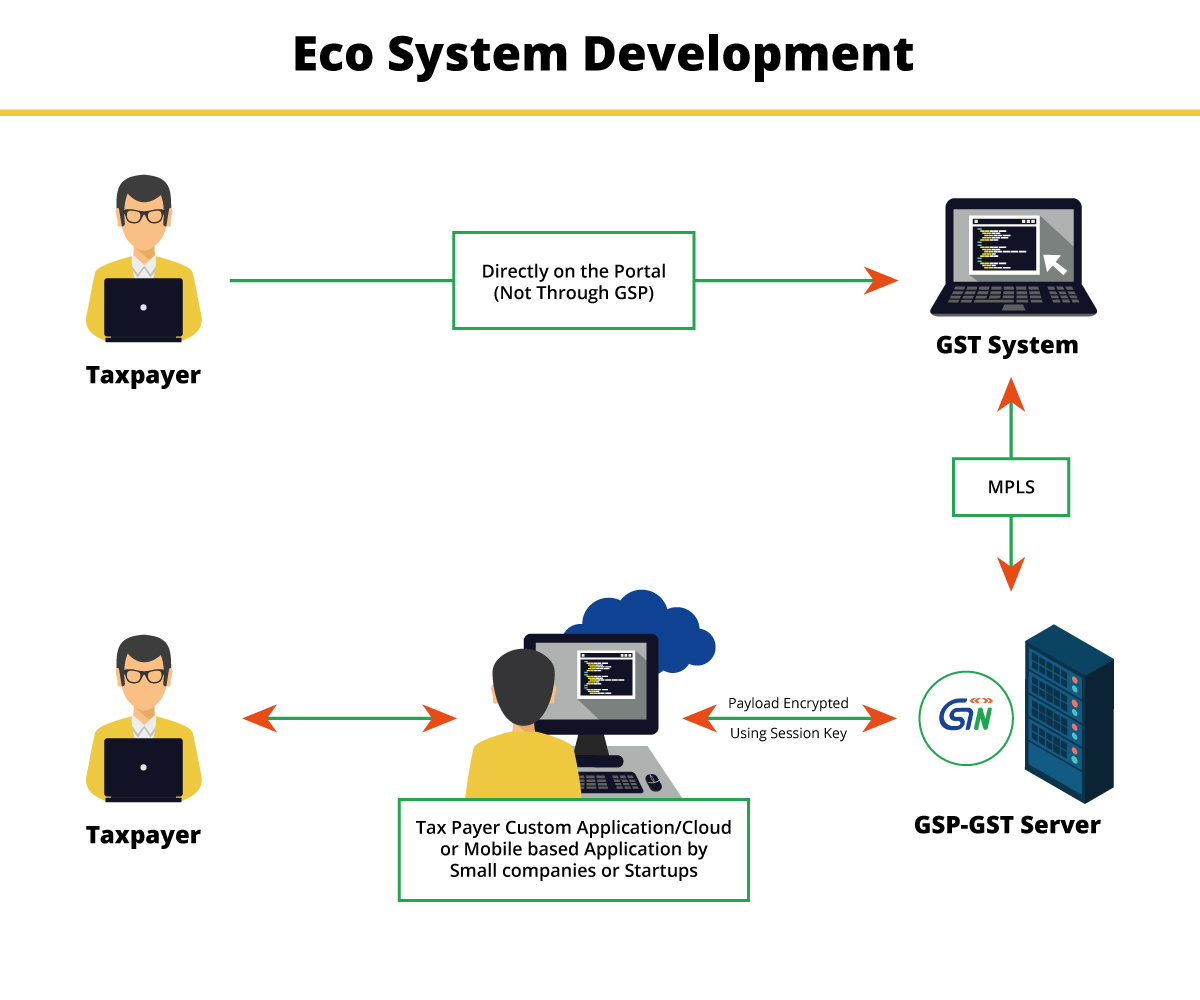 Eco System Development
Directly on the Portal
(Not Through GSP)
Taxpayer
GST System
MPLS
Payload Encrypted
Using Session Key
GSTN
Taxpayer
Tax Payer Custom Application/Cloud
or Mobile based Application by
Small companies or Startups
GSP-GST Server